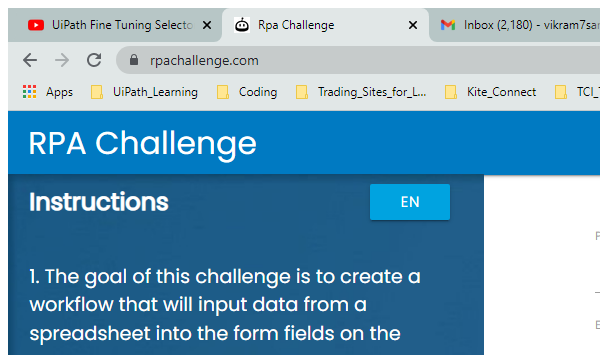 UiPath Fine Tuning Selecto
Rpa Challenge
Inbox (2,180) - vikram7sar
rpachallenge.com
Apps
UiPath_Learning
Coding
Trading_Sites_for_L...
Kite_Connect
TCI_T
RPA Challenge
Instructions
EN
1. The goal of this challenge is to create a
workflow that will input data from a
spreadsheet into the form fields on the